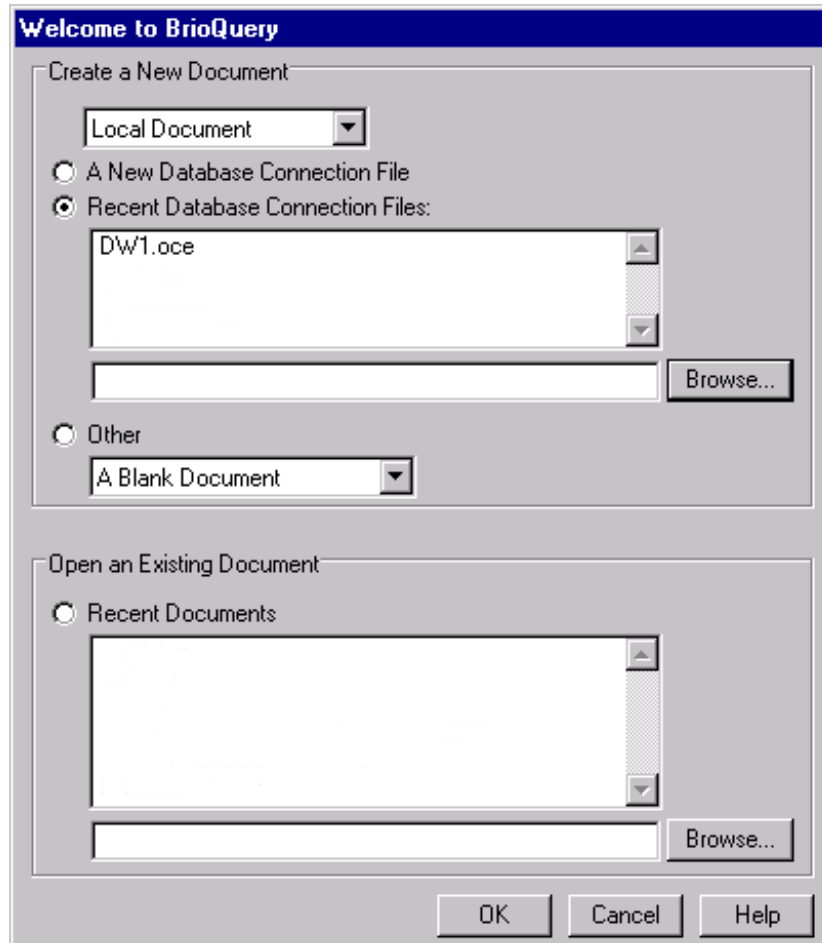 Welcome to BrioQuery
Create a New Document
Local Document
A New Database Connection File
Recent Database Connection Files:
DW1.oce
Browse...
Other
A Blank Document
Open an Existing Document
Recent Documents
Browse...
OK Cancel Help